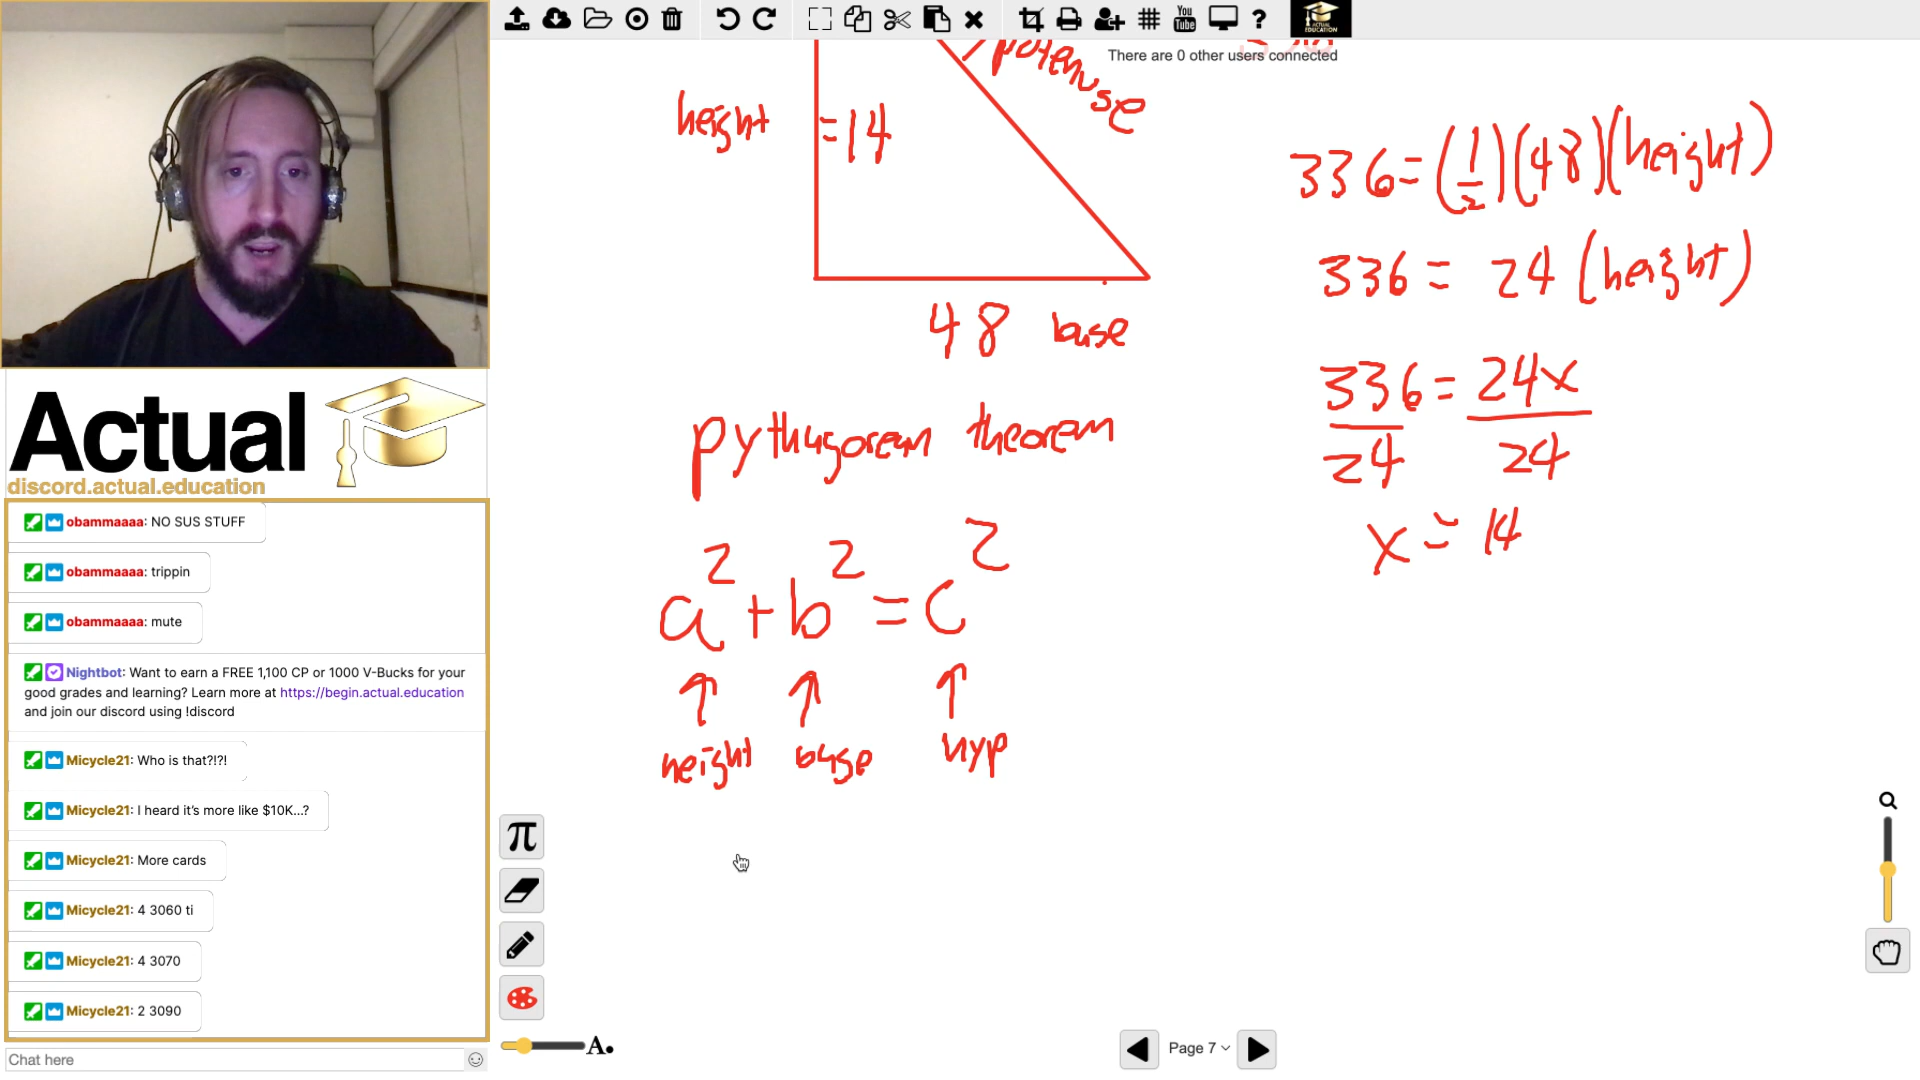 There are 0 other users connected
YouTube
?
ACTUAL EDUCATION
potenuse
height
=14
48 base
336=(1/2)(48)(height)
336 = 24 (height)
336 = 24x
24 24
x = 14
pythagorean theorem
a² + b² = c²
height base hyp
Actual
discord.actual.education
obammaaaa: NO SUS STUFF
obammaaaa: trippin
obammaaaa: mute
Nightbot: Want to earn a FREE 1,100 CP or 1000 V-Bucks for your
good grades and learning? Learn more at https://begin.actual.education
and join our discord using !discord
Micycle21: Who is that?!?!
Micycle21: I heard it's more like $10K...?
Micycle21: More cards
Micycle21: 4 3060 ti
Micycle21: 4 3070
Micycle21: 2 3090
Chat here
π
A
Page 7